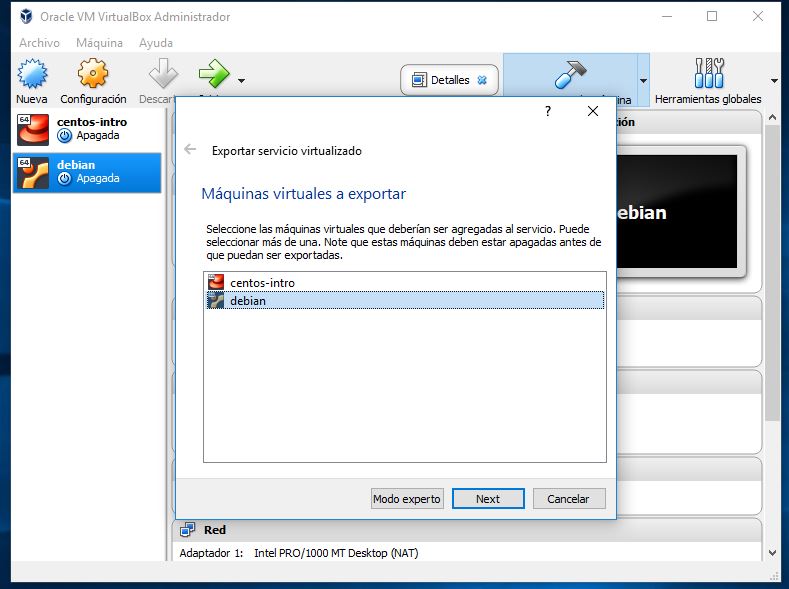 Oracle VM VirtualBox Administrador
Archivo Máquina Ayuda
Nueva Configuración Descart
Detalles
ina Herramientas globales
64
centos-intro
Apagada
64
debian
Apagada
ión
ebian
?
Exportar servicio virtualizado
Máquinas virtuales a exportar
Seleccione las máquinas virtuales que deberían ser agregadas al servicio. Puede
seleccionar más de una. Note que estas máquinas deben estar apagadas antes de
que puedan ser exportadas.
centos-intro
debian
Modo experto Next Cancelar
Red
Adaptador 1: Intel PRO/1000 MT Desktop (NAT)